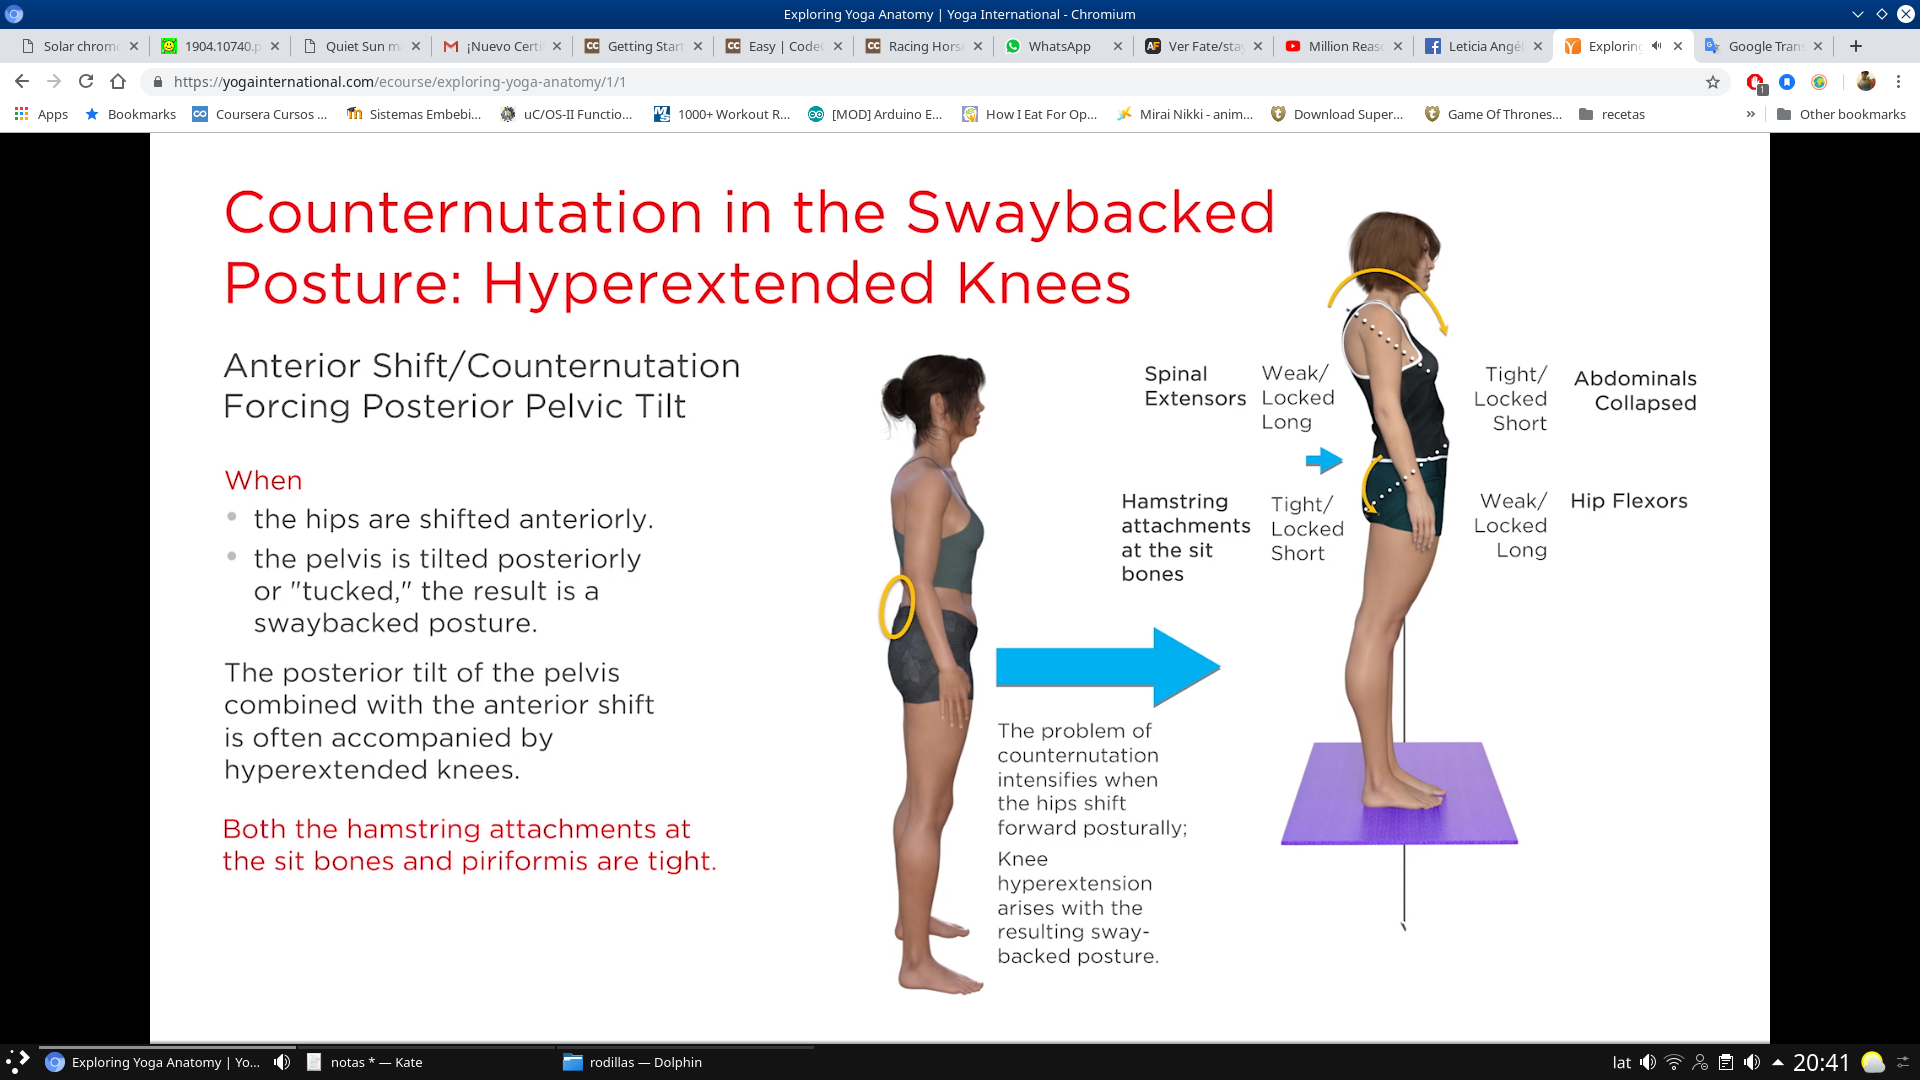 Exploring Yoga Anatomy | Yoga International - Chromium
Solar chrom
1904.10740.p
Quiet Sun m
¡Nuevo Certi
Getting Start
Easy | Code
Racing Horse
WhatsApp
Ver Fate/stay
Million Reas
Leticia Angél
Exploring
Google Tran
https://yogainternational.com/ecourse/exploring-yoga-anatomy/1/1
1
Apps
Bookmarks
Coursera Cursos ...
Sistemas Embebi...
uC/OS-II Functio...
1000+ Workout R...
[MOD] Arduino E...
How I Eat For Op...
Mirai Nikki - anim...
Download Super...
Game Of Thrones...
recetas
»
Other bookmarks
Counternutation in the Swaybacked
Posture: Hyperextended Knees
Anterior Shift/Counternutation
Forcing Posterior Pelvic Tilt
When
• the hips are shifted anteriorly.
• the pelvis is tilted posteriorly
or "tucked," the result is a
swaybacked posture.
The posterior tilt of the pelvis
combined with the anterior shift
is often accompanied by
hyperextended knees.
Both the hamstring attachments at
the sit bones and piriformis are tight.
The problem of
counternutation
intensifies when
the hips shift
forward posturally;
Knee
hyperextension
arises with the
resulting sway-
backed posture.
Spinal
Extensors
Weak/
Locked
Long
Tight/
Locked
Short
Abdominals
Collapsed
Hamstring
attachments
at the sit
bones
Tight/
Locked
Short
Weak/
Locked
Long
Hip Flexors
Exploring Yoga Anatomy | Yo...
notas * — Kate
rodillas — Dolphin
lat
20:41